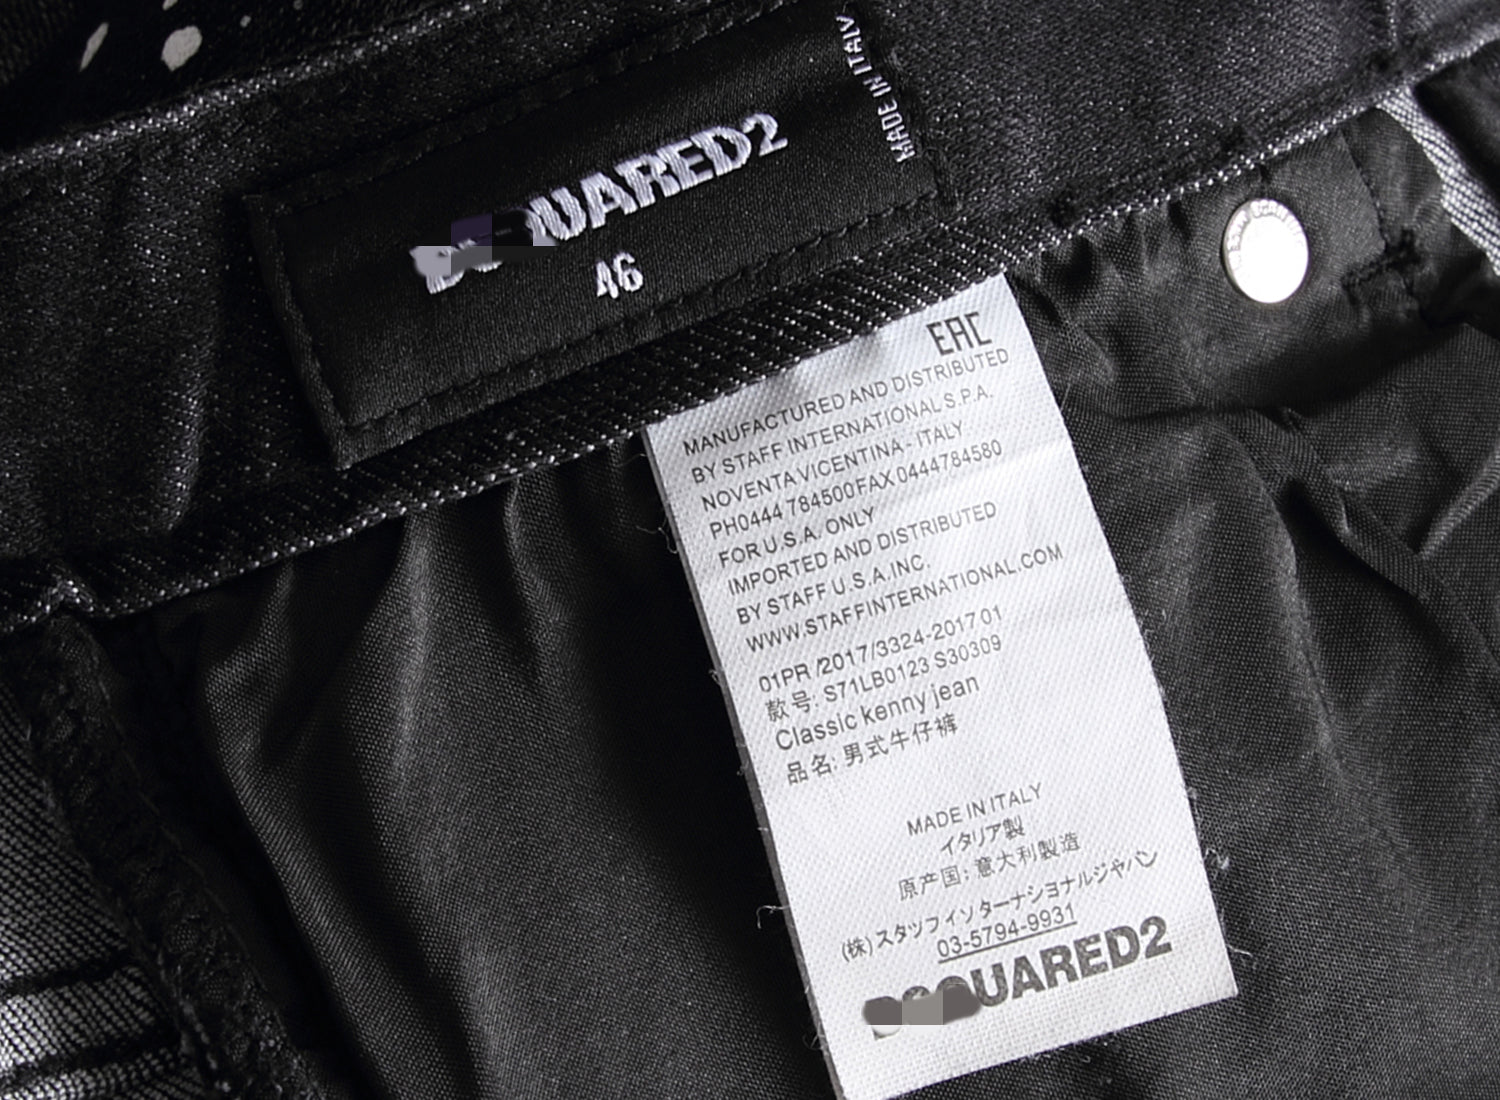 MADE IN ITALY
UARED2
46
EAC
MANUFACTURED AND DISTRIBUTED
BY STAFF INTERNATIONAL S.P.A.
NOVENTA VICENTINA - ITALY
PH0444 784500FAX 0444784580
FOR U.S.A. ONLY
IMPORTED AND DISTRIBUTED
BY STAFF U.S.A.INC.
WWW.STAFFINTERNATIONAL.COM
01PR /2017/3324-2017 01
款号: S71LB0123 S30309
Classic kenny jean
品名: 男式牛仔裤
MADE IN ITALY
イタリア製
原产国: 意大利製造
(株)スタッフインターナショナルジャパン
03-5794-9931
UARED2